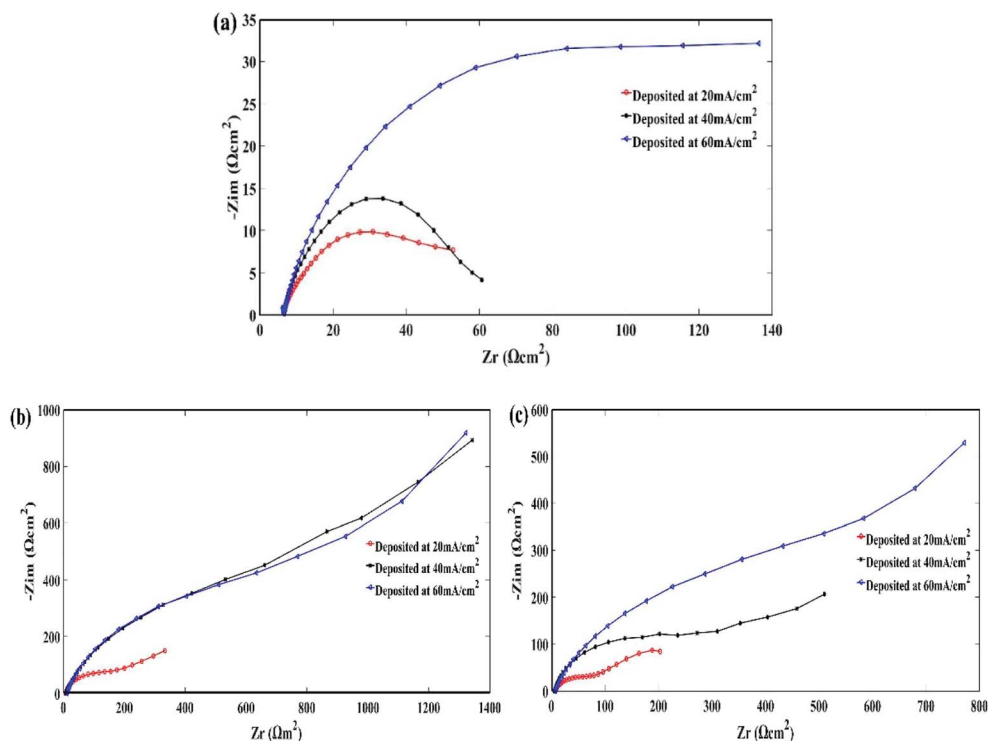 (a)
35
30
25
20
15
10
5
0
-Zim (Ωcm²)
Deposited at 20mA/cm²
Deposited at 40mA/cm²
Deposited at 60mA/cm²
0 20 40 60 80 100 120 140
Zr (Ωcm²)
(b)
1000
800
600
400
200
0
-Zim (Ωcm²)
Deposited at 20mA/cm²
Deposited at 40mA/cm²
Deposited at 60mA/cm²
0 200 400 600 800 1000 1200 1400
Zr (Ωm²)
(c)
600
500
400
300
200
100
0
-Zim (Ωcm²)
Deposited at 20mA/cm²
Deposited at 40mA/cm²
Deposited at 60mA/cm²
0 100 200 300 400 500 600 700 800
Zr (Ωcm²)